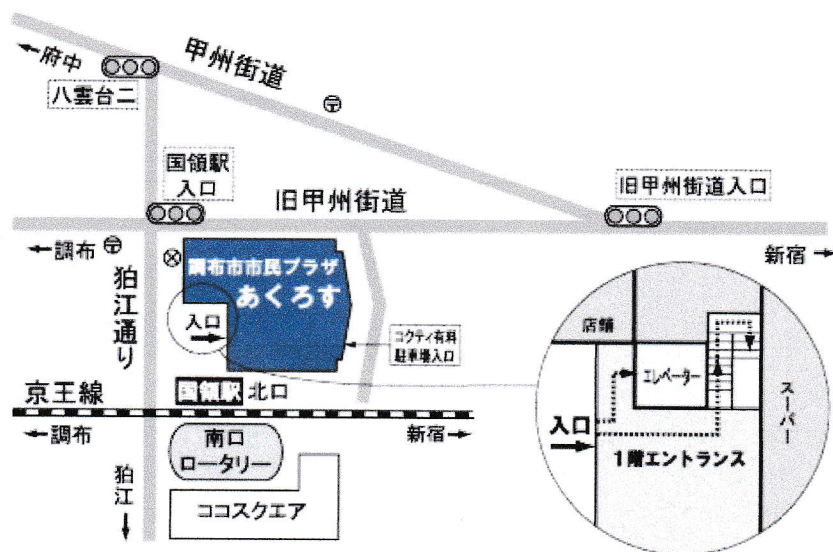 ←府中
甲州街道
八雲台二
国領駅
入口
旧甲州街道
旧甲州街道入口
←調布
新宿→
狛江通り
調布市市民プラザ
あくろす
入口
コクティ有料
駐車場入口
京王線
国領駅 北口
←調布
新宿→
南口
ロータリー
狛江
ココスクエア
店舗
エレベーター
スーパー
入口
1階エントランス